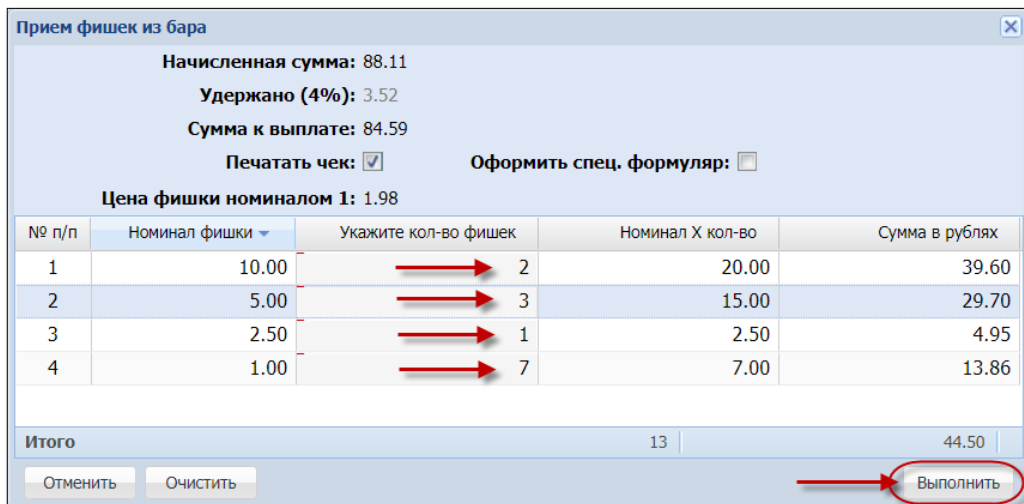 Прием фишек из бара
Начисленная сумма: 88.11
Удержано (4%): 3.52
Сумма к выплате: 84.59
Печатать чек: Оформить спец. формуляр:
Цена фишки номиналом 1: 1.98
№ п/п Номинал фишки Укажите кол-во фишек Номинал X кол-во Сумма в рублях
1 10.00 2 20.00 39.60
2 5.00 3 15.00 29.70
3 2.50 1 2.50 4.95
4 1.00 7 7.00 13.86
Итого 13 44.50
Отменить Очистить Выполнить